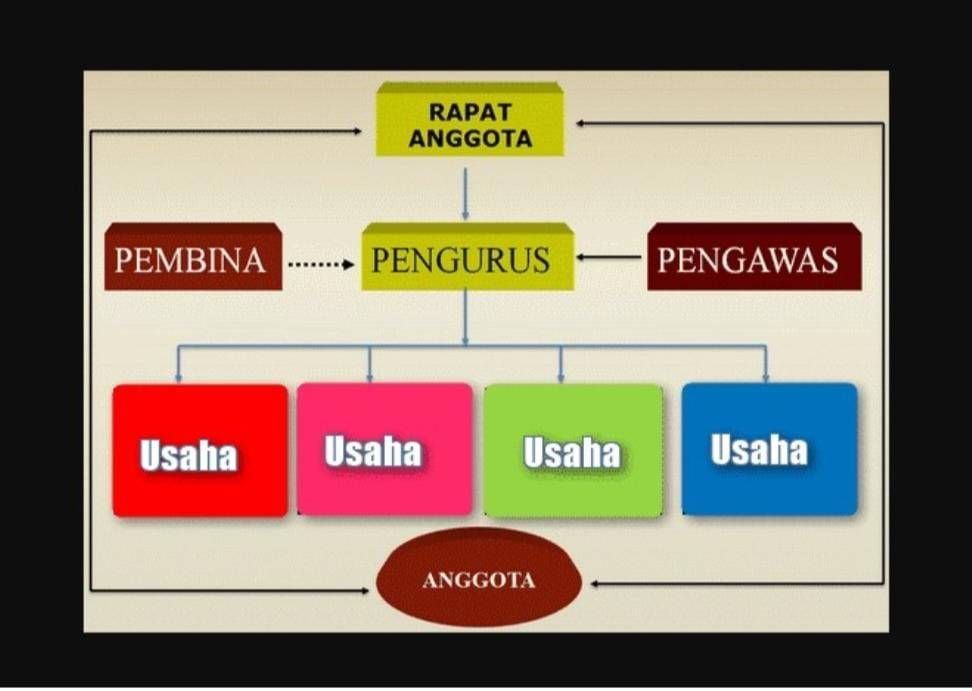 RAPAT
ANGGOTA
PEMBINA
PENGURUS
PENGAWAS
Usaha
Usaha
Usaha
Usaha
ANGGOTA